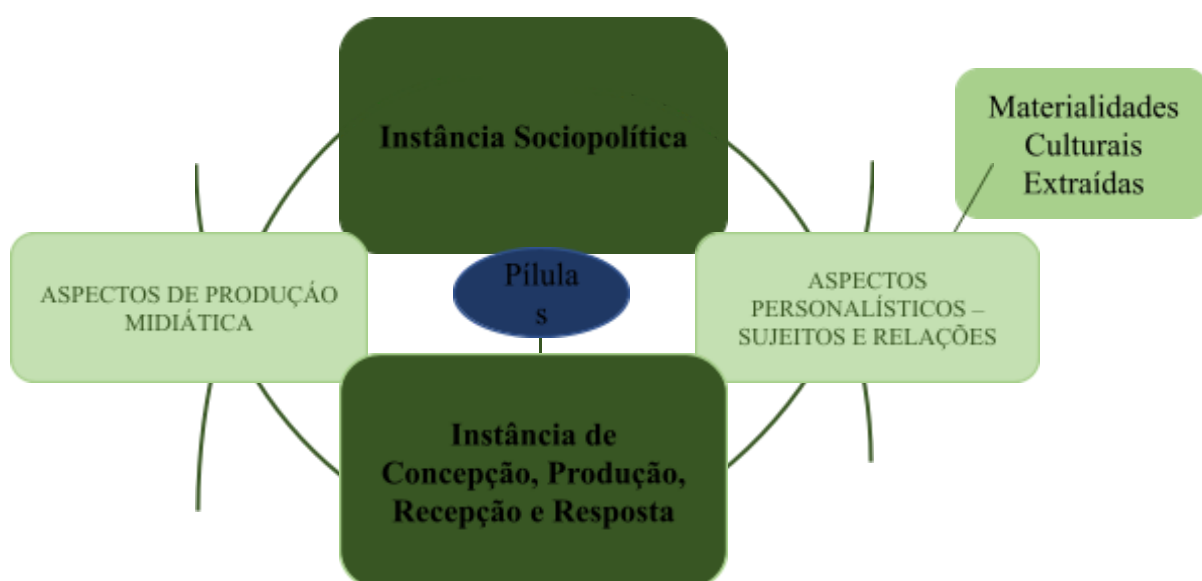 Instância Sociopolítica
Materialidades
Culturais
Extraídas
ASPECTOS DE PRODUÇÁO
MIDIÁTICA
Pílula
s
ASPECTOS
PERSONALÍSTICOS –
SUJEITOS E RELAÇÕES
Instância de
Concepção, Produção,
Recepção e Resposta